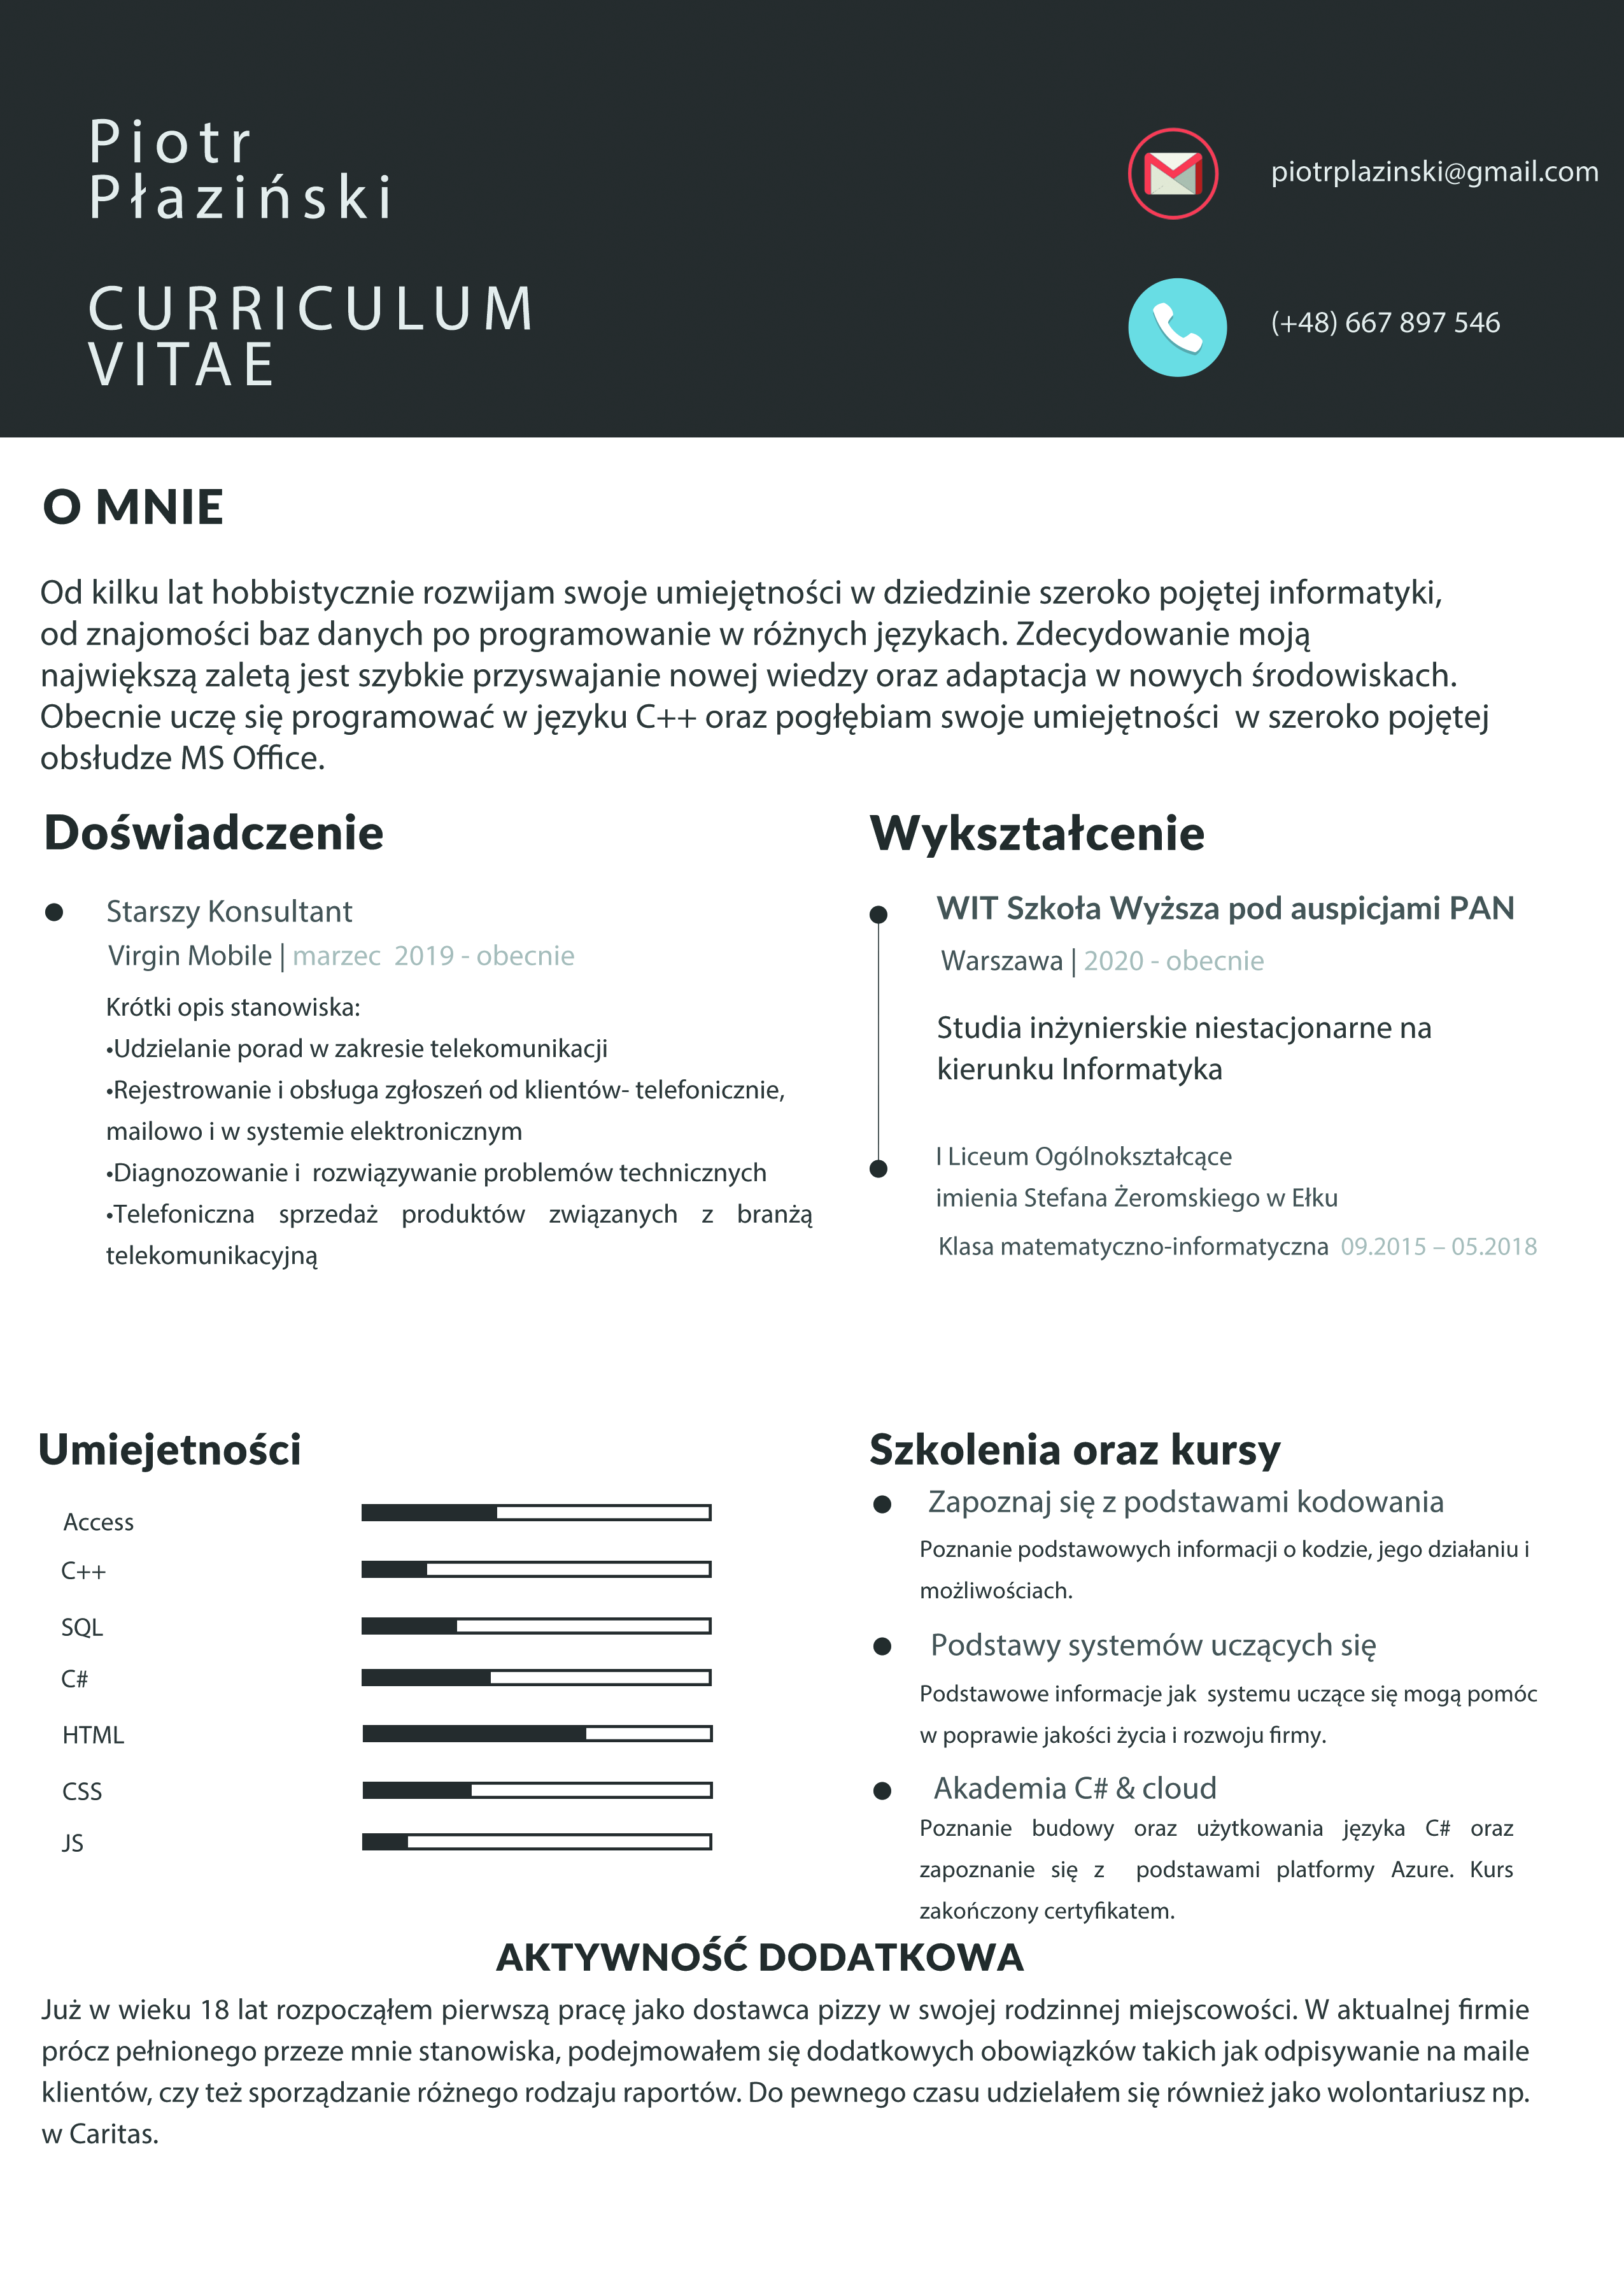 Piotr
Płaziński
CURRICULUM
VITAE
piotrplazinski@gmail.com
(+48) 667 897 546
O MNIE
Od kilku lat hobbistycznie rozwijam swoje umiejętności w dziedzinie szeroko pojętej informatyki,
od znajomości baz danych po programowanie w różnych językach. Zdecydowanie moją
największą zaletą jest szybkie przyswajanie nowej wiedzy oraz adaptacja w nowych środowiskach.
Obecnie uczę się programować w języku C++ oraz pogłębiam swoje umiejętności w szeroko pojętej
obsłudze MS Office.
Doświadczenie
Starszy Konsultant
Virgin Mobile | marzec 2019 - obecnie
Krótki opis stanowiska:
•Udzielanie porad w zakresie telekomunikacji
•Rejestrowanie i obsługa zgłoszeń od klientów- telefonicznie,
mailowo i w systemie elektronicznym
•Diagnozowanie i rozwiązywanie problemów technicznych
•Telefoniczna sprzedaż produktów związanych z branżą
telekomunikacyjną
Wykształcenie
WIT Szkoła Wyższa pod auspicjami PAN
Warszawa | 2020 - obecnie
Studia inżynierskie niestacjonarne na
kierunku Informatyka
I Liceum Ogólnokształcące
imienia Stefana Żeromskiego w Ełku
Klasa matematyczno-informatyczna 09.2015 – 05.2018
Umiejetności
Access
C++
SQL
C#
HTML
CSS
JS
Szkolenia oraz kursy
Zapoznaj się z podstawami kodowania
Poznanie podstawowych informacji o kodzie, jego działaniu i
możliwościach.
Podstawy systemów uczących się
Podstawowe informacje jak systemu uczące się mogą pomóc
w poprawie jakości życia i rozwoju firmy.
Akademia C# & cloud
Poznanie budowy oraz użytkowania języka C# oraz
zapoznanie się z podstawami platformy Azure. Kurs
zakończony certyfikatem.
AKTYWNOŚĆ DODATKOWA
Już w wieku 18 lat rozpocząłem pierwszą pracę jako dostawca pizzy w swojej rodzinnej miejscowości. W aktualnej firmie
prócz pełnionego przeze mnie stanowiska, podejmowałem się dodatkowych obowiązków takich jak odpisywanie na maile
klientów, czy też sporządzanie różnego rodzaju raportów. Do pewnego czasu udzielałem się również jako wolontariusz np.
w Caritas.